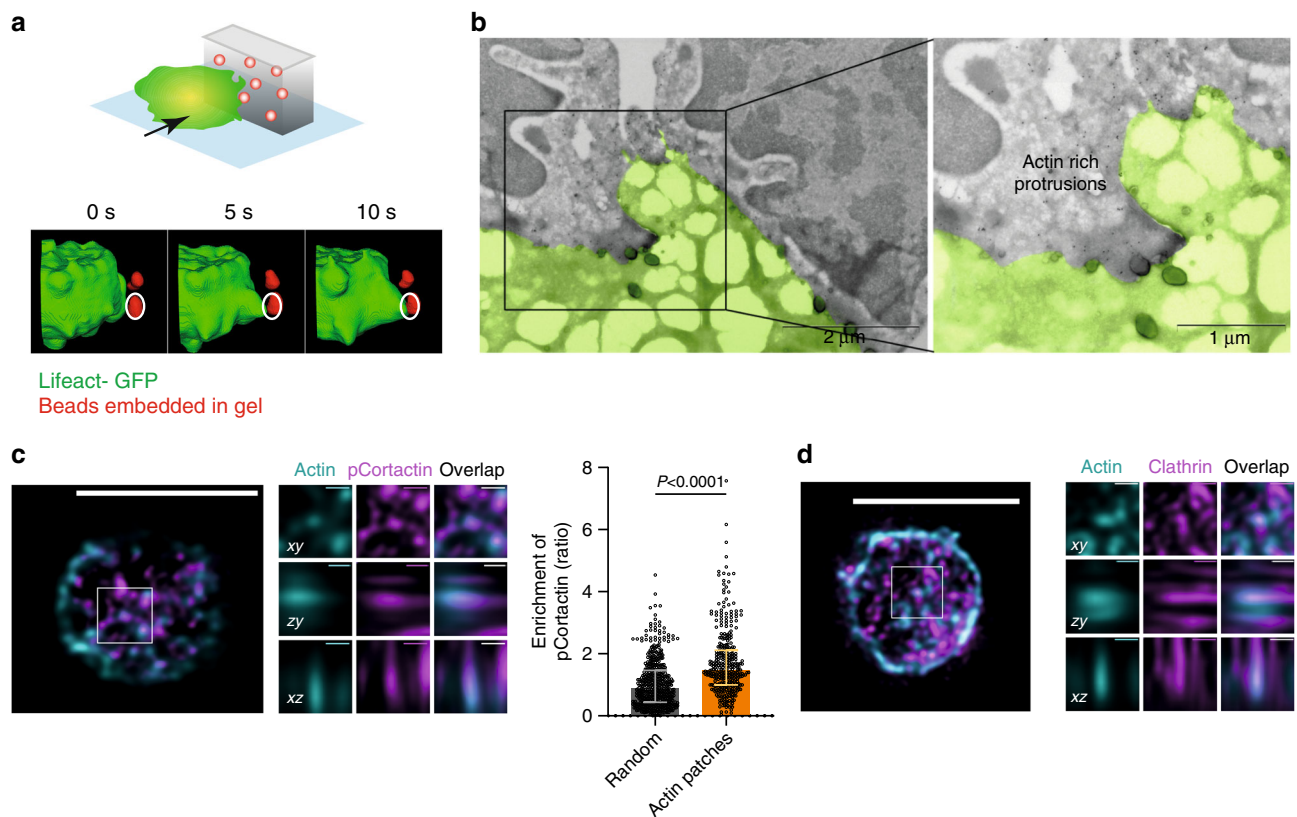 a
0 s
5 s
10 s
Lifeact- GFP
Beads embedded in gel
b
Actin rich
protrusions
2 μm
1 μm
c
Actin
pCortactin
Overlap
xy
zy
xz
Enrichment of
pCortactin (ratio)
8
6
4
2
0
P<0.0001
Random
Actin patches
d
Actin
Clathrin
Overlap
xy
zy
xz